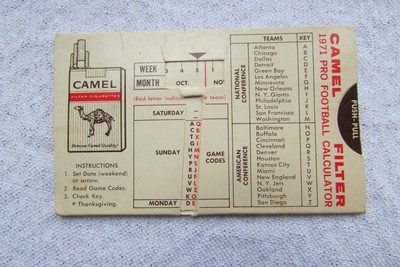 CAMEL
FILTER CIGARETTES
Famous Camel Quality!
INSTRUCTIONS
1. Set Date (weekend)
at arrow.
2. Read Game Codes.
3. Check Key.
* Thanksgiving.
WEEK
MONTH
OCT.
NOV
(Red letter indicates
team)
SATURDAY
SUNDAY
MONDAY
GAME
CODES
NATIONAL
CONFERENCE
AMERICAN
CONFERENCE
TEAMS
KEY
Atlanta
Chicago
Dallas
Detroit
Green Bay
Los Angeles
Minnesota
New Orleans
N. Y. Giants
Philadelphia
St. Louis
San Francisco
Washington
Baltimore
Buffalo
Cincinnati
Cleveland
Denver
Houston
Kansas City
Miami
New England
N. Y. Jets
Oakland
Pittsburgh
San Diego
CAMEL FILTER
1971 PRO FOOTBALL CALCULATOR
PUSH-PULL